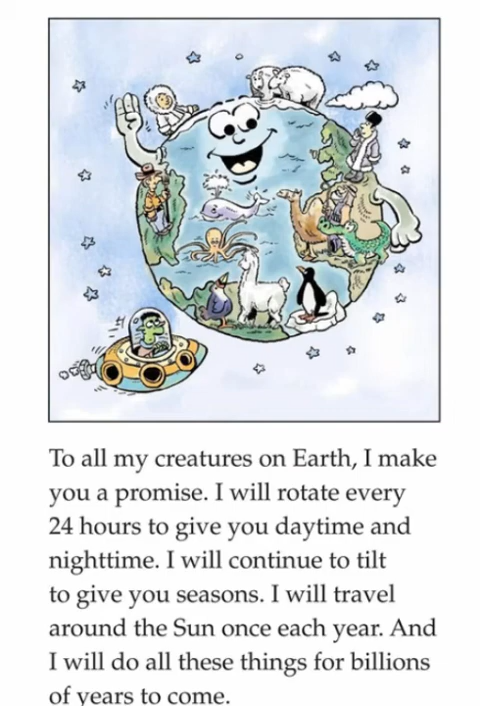 To all my creatures on Earth, I make
you a promise. I will rotate every
24 hours to give you daytime and
nighttime. I will continue to tilt
to give you seasons. I will travel
around the Sun once each year. And
I will do all these things for billions
of years to come.